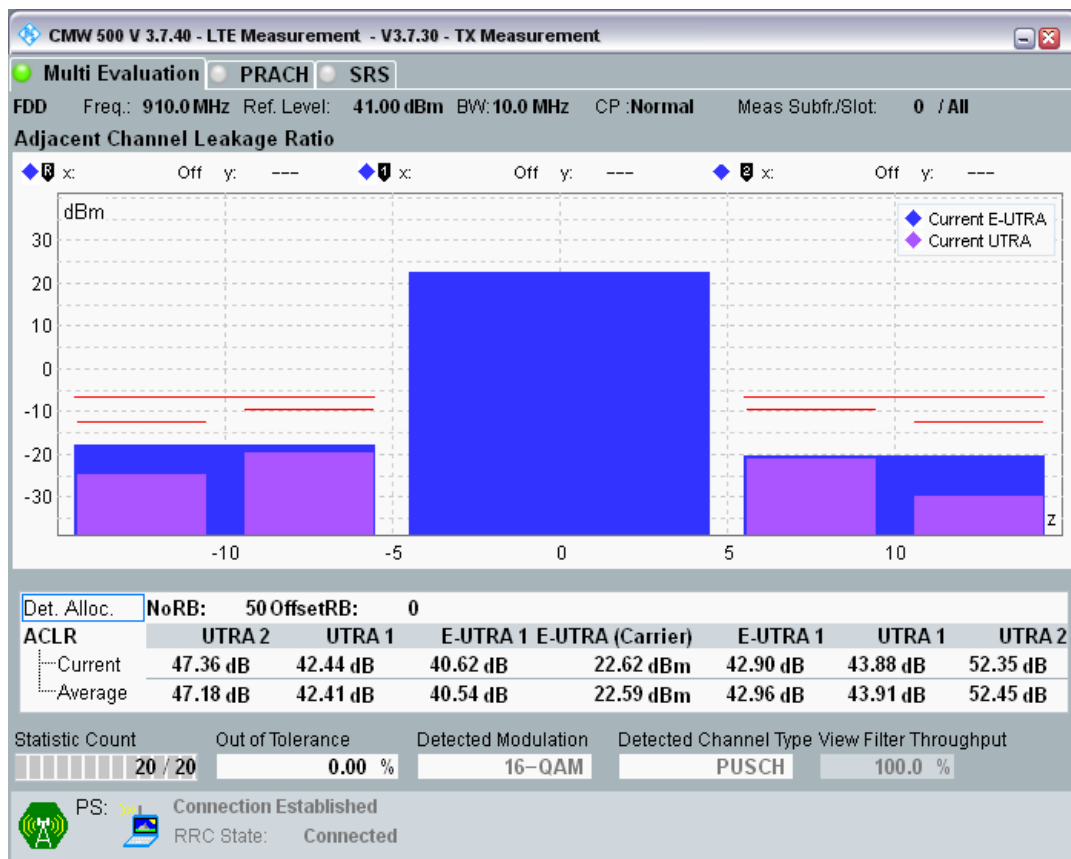 CMW 500 V 3.7.40 - LTE Measurement - V3.7.30 - TX Measurement
Multi Evaluation PRACH SRS
FDD Freq.: 910.0 MHz Ref. Level: 41.00 dBm BW: 10.0 MHz CP :Normal Meas Subfr./Slot: 0 / All
Adjacent Channel Leakage Ratio
R x: Off y: --- 1 x: Off y: --- 2 x: Off y: ---
dBm
Current E-UTRA
Current UTRA
30
20
10
0
-10
-20
-30
z
-10 -5 0 5 10
Det. Alloc. NoRB: 50 OffsetRB: 0
ACLR UTRA 2 UTRA 1 E-UTRA 1 E-UTRA (Carrier) E-UTRA 1 UTRA 1 UTRA 2
Current 47.36 dB 42.44 dB 40.62 dB 22.62 dBm 42.90 dB 43.88 dB 52.35 dB
Average 47.18 dB 42.41 dB 40.54 dB 22.59 dBm 42.96 dB 43.91 dB 52.45 dB
Statistic Count Out of Tolerance Detected Modulation Detected Channel Type View Filter Throughput
20 / 20 0.00 % 16-QAM PUSCH 100.0 %
PS: Connection Established
RRC State: Connected